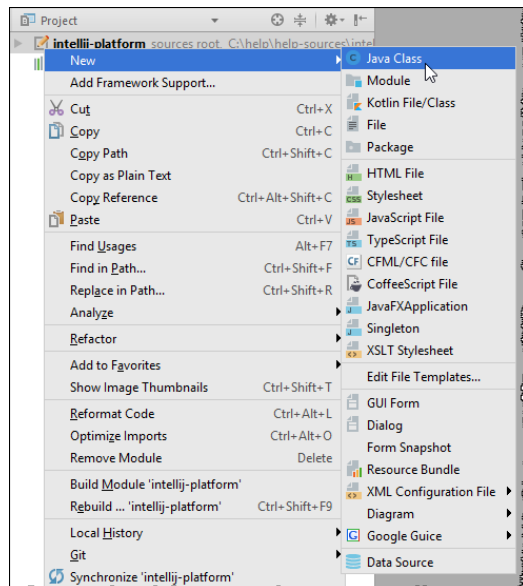 Project
intellij-platform sources root, C:\help\help-sources\intel
New
Add Framework Support...
Cut Ctrl+X
Copy Ctrl+C
Copy Path Ctrl+Shift+C
Copy as Plain Text
Copy Reference Ctrl+Alt+Shift+C
Paste Ctrl+V
Find Usages Alt+F7
Find in Path... Ctrl+Shift+F
Replace in Path... Ctrl+Shift+R
Analyze
Refactor
Add to Favorites
Show Image Thumbnails Ctrl+Shift+T
Reformat Code Ctrl+Alt+L
Optimize Imports Ctrl+Alt+O
Remove Module Delete
Build Module 'intellij-platform'
Rebuild ... 'intellij-platform' Ctrl+Shift+F9
Local History
Git
Synchronize 'intellij-platform'
Java Class
Module
Kotlin File/Class
File
Package
HTML File
Stylesheet
JavaScript File
TypeScript File
CFML/CFC file
CoffeeScript File
JavaFXApplication
Singleton
XSLT Stylesheet
Edit File Templates...
GUI Form
Dialog
Form Snapshot
Resource Bundle
XML Configuration File
Diagram
Google Guice
Data Source